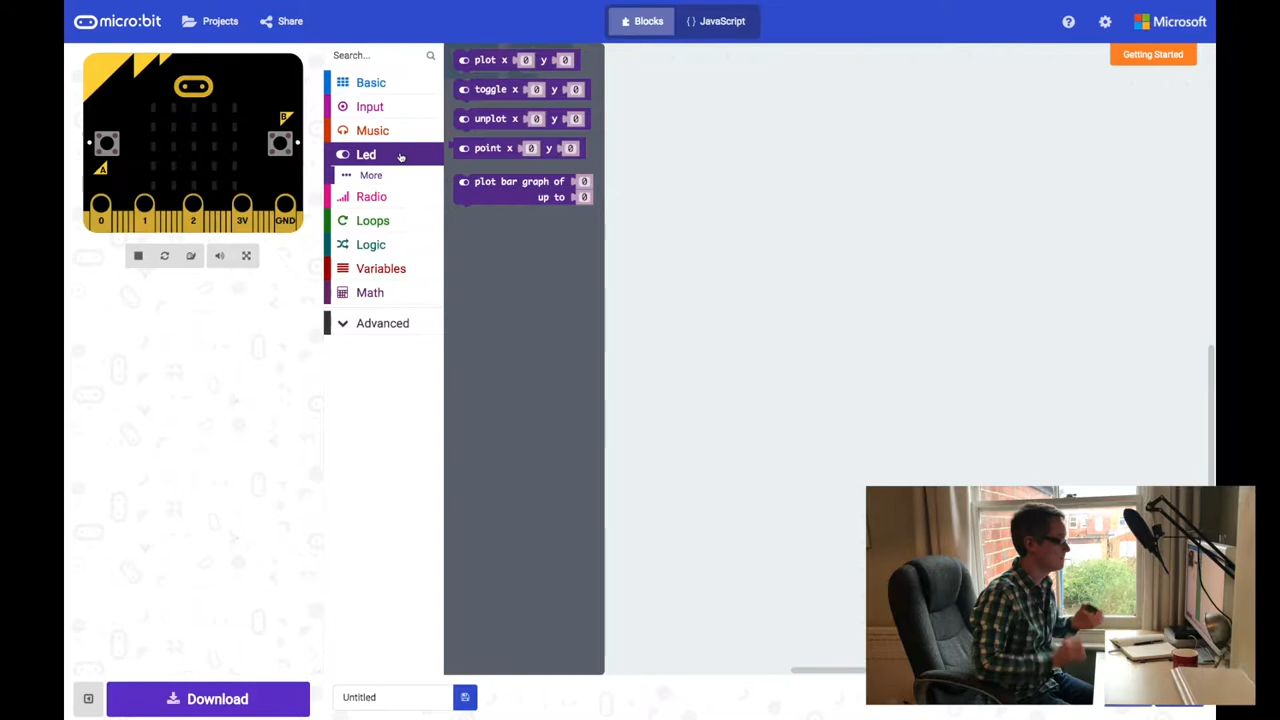 micro:bit Projects Share Blocks { } JavaScript Microsoft
Getting Started
Search...
Basic
Input
Music
Led
More
Radio
Loops
Logic
Variables
Math
Advanced
plot x 0 y 0
toggle x 0 y 0
unplot x 0 y 0
point x 0 y 0
plot bar graph of 0
up to 0
A
B
0 1 2 3V GND
Download
Untitled